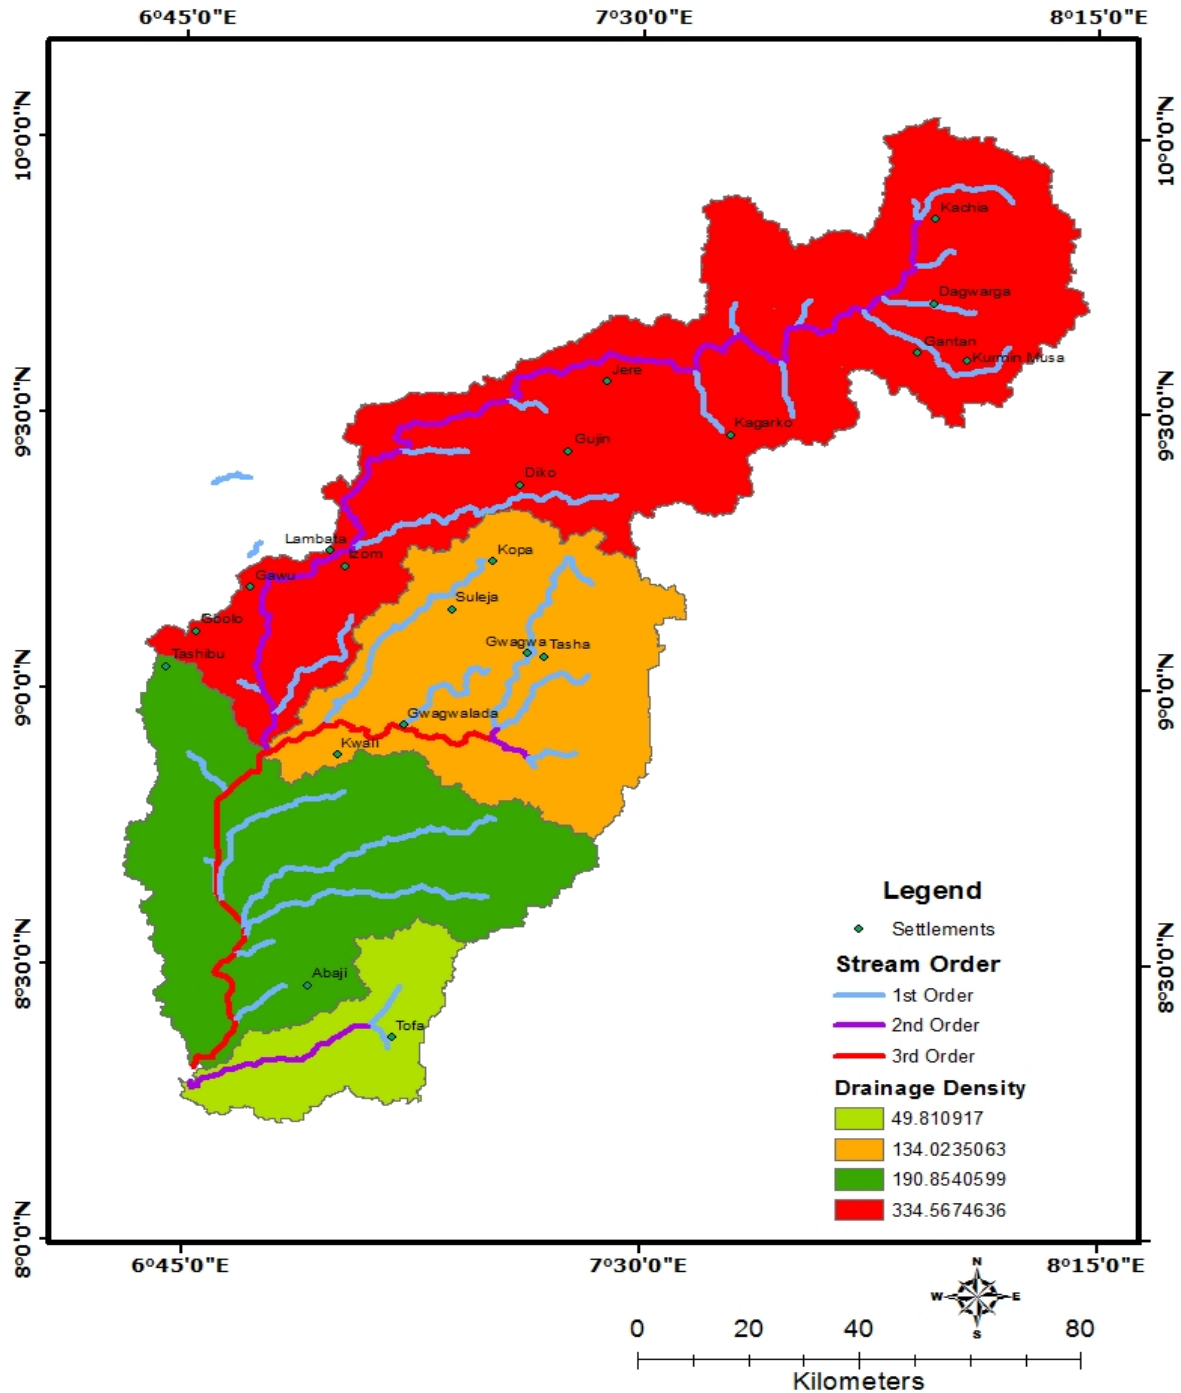 6°45'0"E 7°30'0"E 8°15'0"E
10°0'0"N 10°0'0"N
Kachia
Dagwarga
Gantan
Kurmin Musa
Jere
9°30'0"N 9°30'0"N
Kagarko
Gujin
Diko
Lambata
Izom
Kopa
Gawu
Suleja
Gbolo
Gwagwa Tasha
Tashibu
9°0'0"N 9°0'0"N
Gwagwalada
Kwali
Legend
Settlements
8°30'0"N 8°30'0"N
Stream Order
Abaji
1st Order
Tofa
2nd Order
3rd Order
Drainage Density
49.810917
134.0235063
190.8540599
334.5674636
8°0'0"N
6°45'0"E 7°30'0"E 8°15'0"E
N
W E
S
0 20 40 80
Kilometers